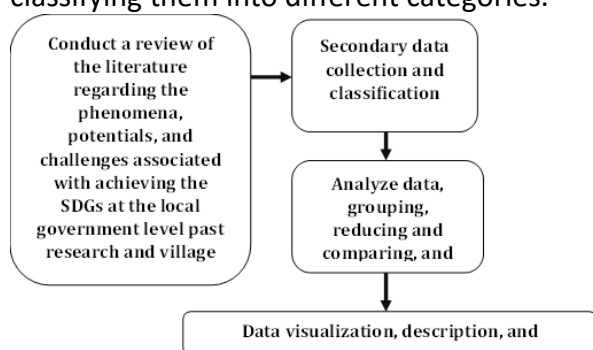 classifying them into different categories.
Conduct a review of
the literature
regarding the
phenomena,
potentials, and
challenges associated
with achieving the
SDGs at the local
government level past
research and village
Secondary data
collection and
classification
Analyze data,
grouping,
reducing and
comparing, and
Data visualization, description, and